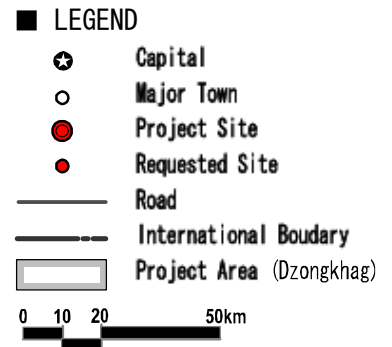 ■ LEGEND
Capital
Major Town
Project Site
Requested Site
Road
International Boudary
Project Area (Dzongkhag)
0 10 20 50km